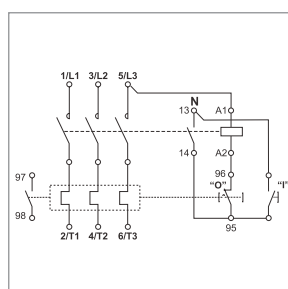 1/L1 3/L2 5/L3
N
13 A1
14 A2
97 96
"O" "I"
98 95
2/T1 4/T2 6/T3